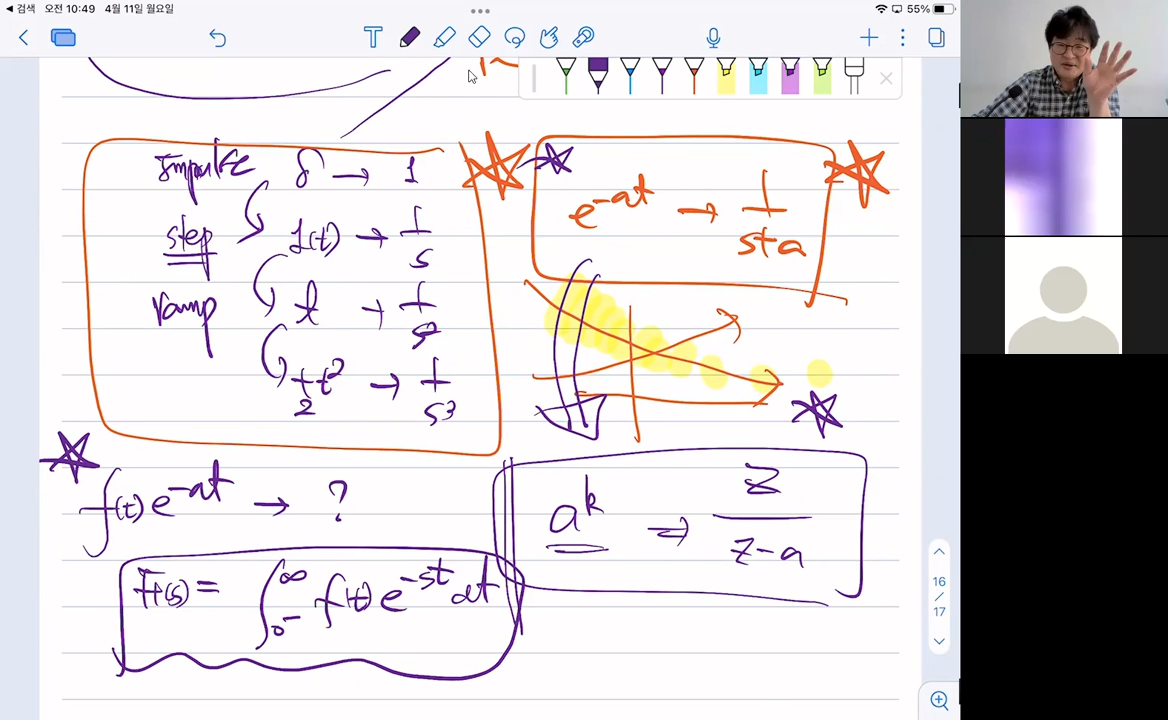 ◀ 검색 오전 10:49 4월 11일 월요일
55%
T
impulse δ → 1
step 1(t) → 1/s
ramp t → 1/s²
1/2 t² → 1/s³
e^-at → 1/(s+a)
f(t)e^-at → ?
F(s) = ∫₀-^∞ f(t)e^-st dt
a^k ⇒ z/(z-a)
16
/
17